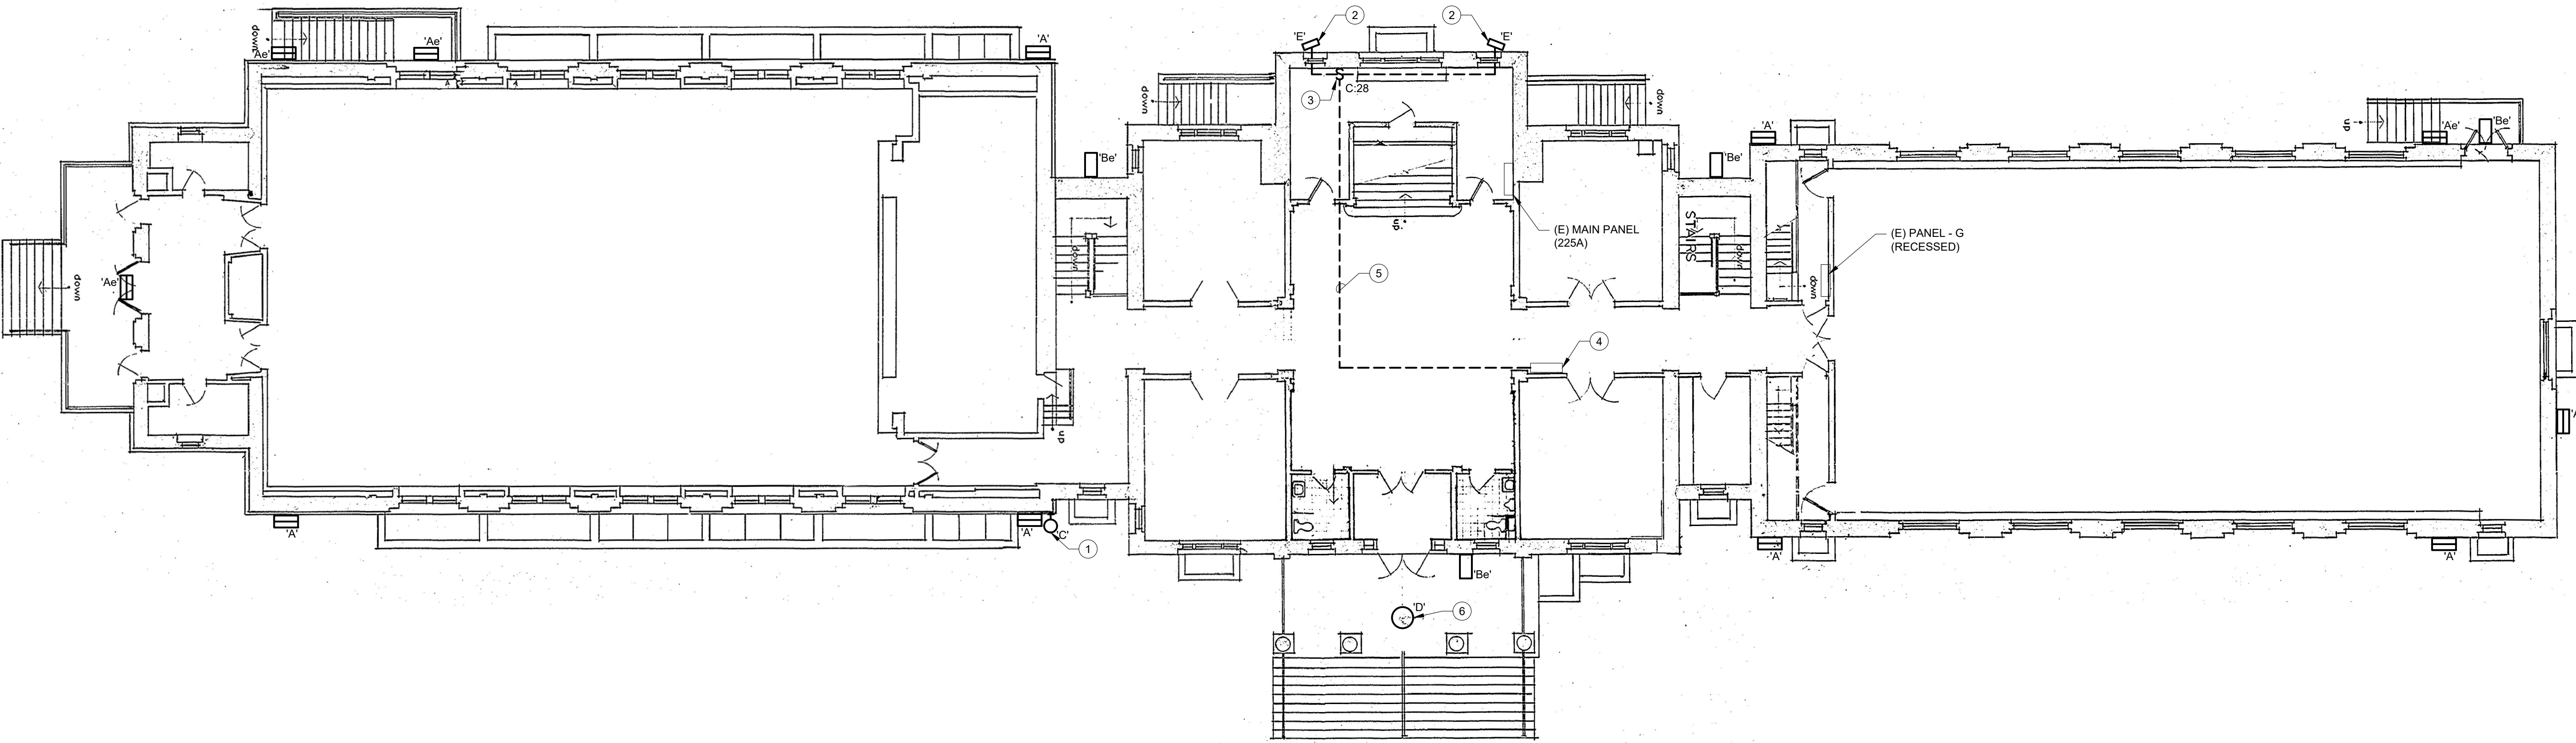 2
2
'E'
'E'
down
'Ae'
'Ae'
'A'
S
3
C:28
down
down
'A'
'Be'
'Be'
up
'Ae'
'Be'
up
(E) MAIN PANEL
(225A)
STAIRS
down
down
(E) PANEL - G
(RECESSED)
5
down
'Ae'
down
4
up
'A'
'A'
'C'
1
'Be'
'A'
'A'
'D'
6